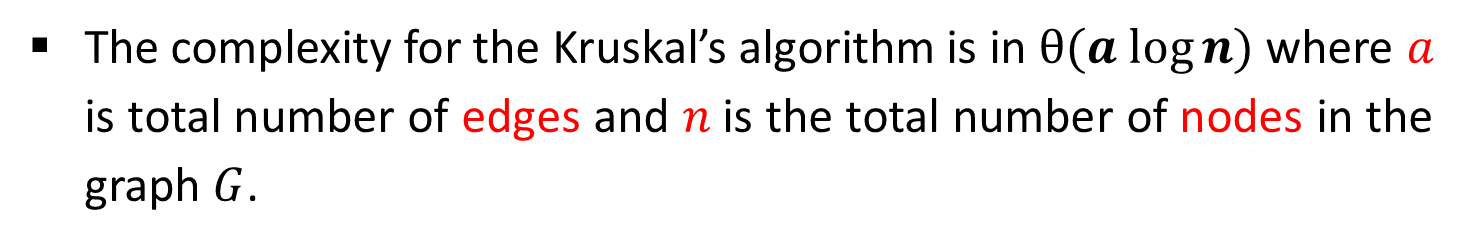 ▪ The complexity for the Kruskal’s algorithm is in θ(a log n) where a
is total number of edges and n is the total number of nodes in the
graph G.